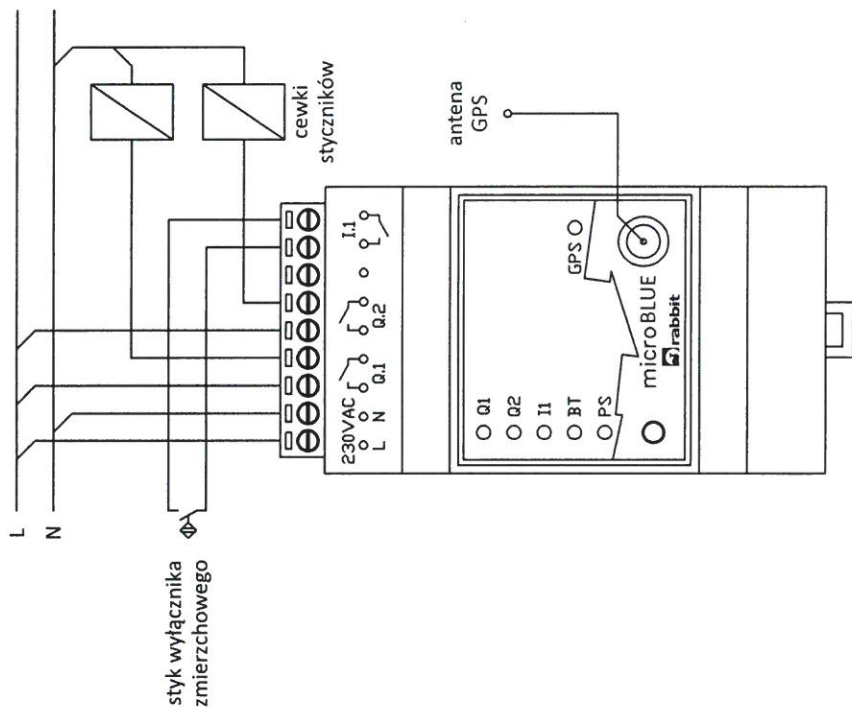 L
N
styk wyłącznika
zmierzchowego
cewki
styczników
antena
GPS
230VAC
L N
Q.1
Q.2
I.1
Q1
Q2
I1
BT
PS
GPS
microBLUE
rabbit